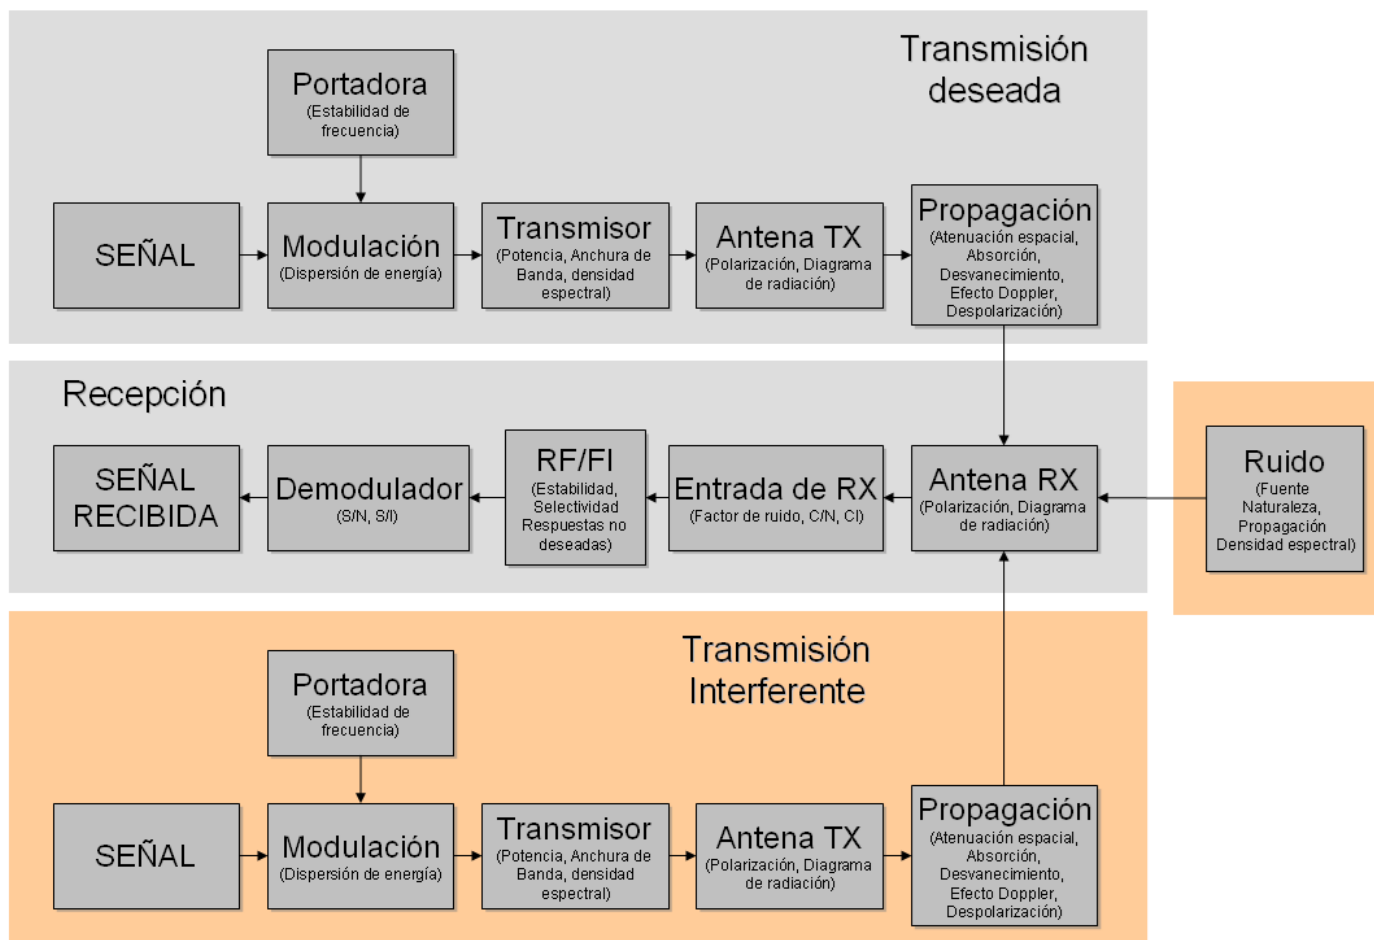 Transmisión
deseada
Portadora
(Estabilidad de
frecuencia)
SEÑAL
Modulación
(Dispersión de energía)
Transmisor
(Potencia, Anchura de
Banda, densidad
espectral)
Antena TX
(Polarización, Diagrama
de radiación)
Propagación
(Atenuación espacial,
Absorción,
Desvanecimiento,
Efecto Doppler,
Despolarización)
Recepción
SEÑAL
RECIBIDA
Demodulador
(S/N, S/I)
RF/FI
(Estabilidad,
Selectividad
Respuestas no
deseadas)
Entrada de RX
(Factor de ruido, C/N, CI)
Antena RX
(Polarización, Diagrama
de radiación)
Ruido
(Fuente
Naturaleza,
Propagación
Densidad espectral)
Transmisión
Interferente
Portadora
(Estabilidad de
frecuencia)
SEÑAL
Modulación
(Dispersión de energía)
Transmisor
(Potencia, Anchura de
Banda, densidad
espectral)
Antena TX
(Polarización, Diagrama
de radiación)
Propagación
(Atenuación espacial,
Absorción,
Desvanecimiento,
Efecto Doppler,
Despolarización)